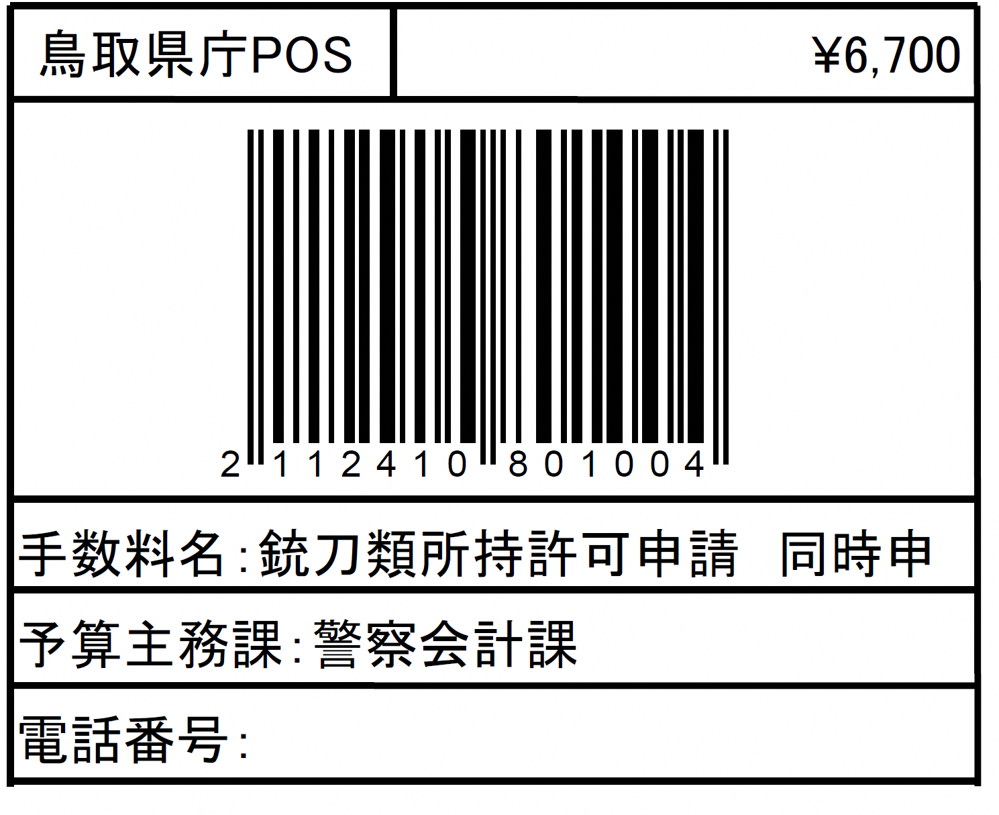 鳥取県庁POS ¥6,700
2 112410 801004
手数料名:銃刀類所持許可申請　同時申
予算主務課:警察会計課
電話番号: